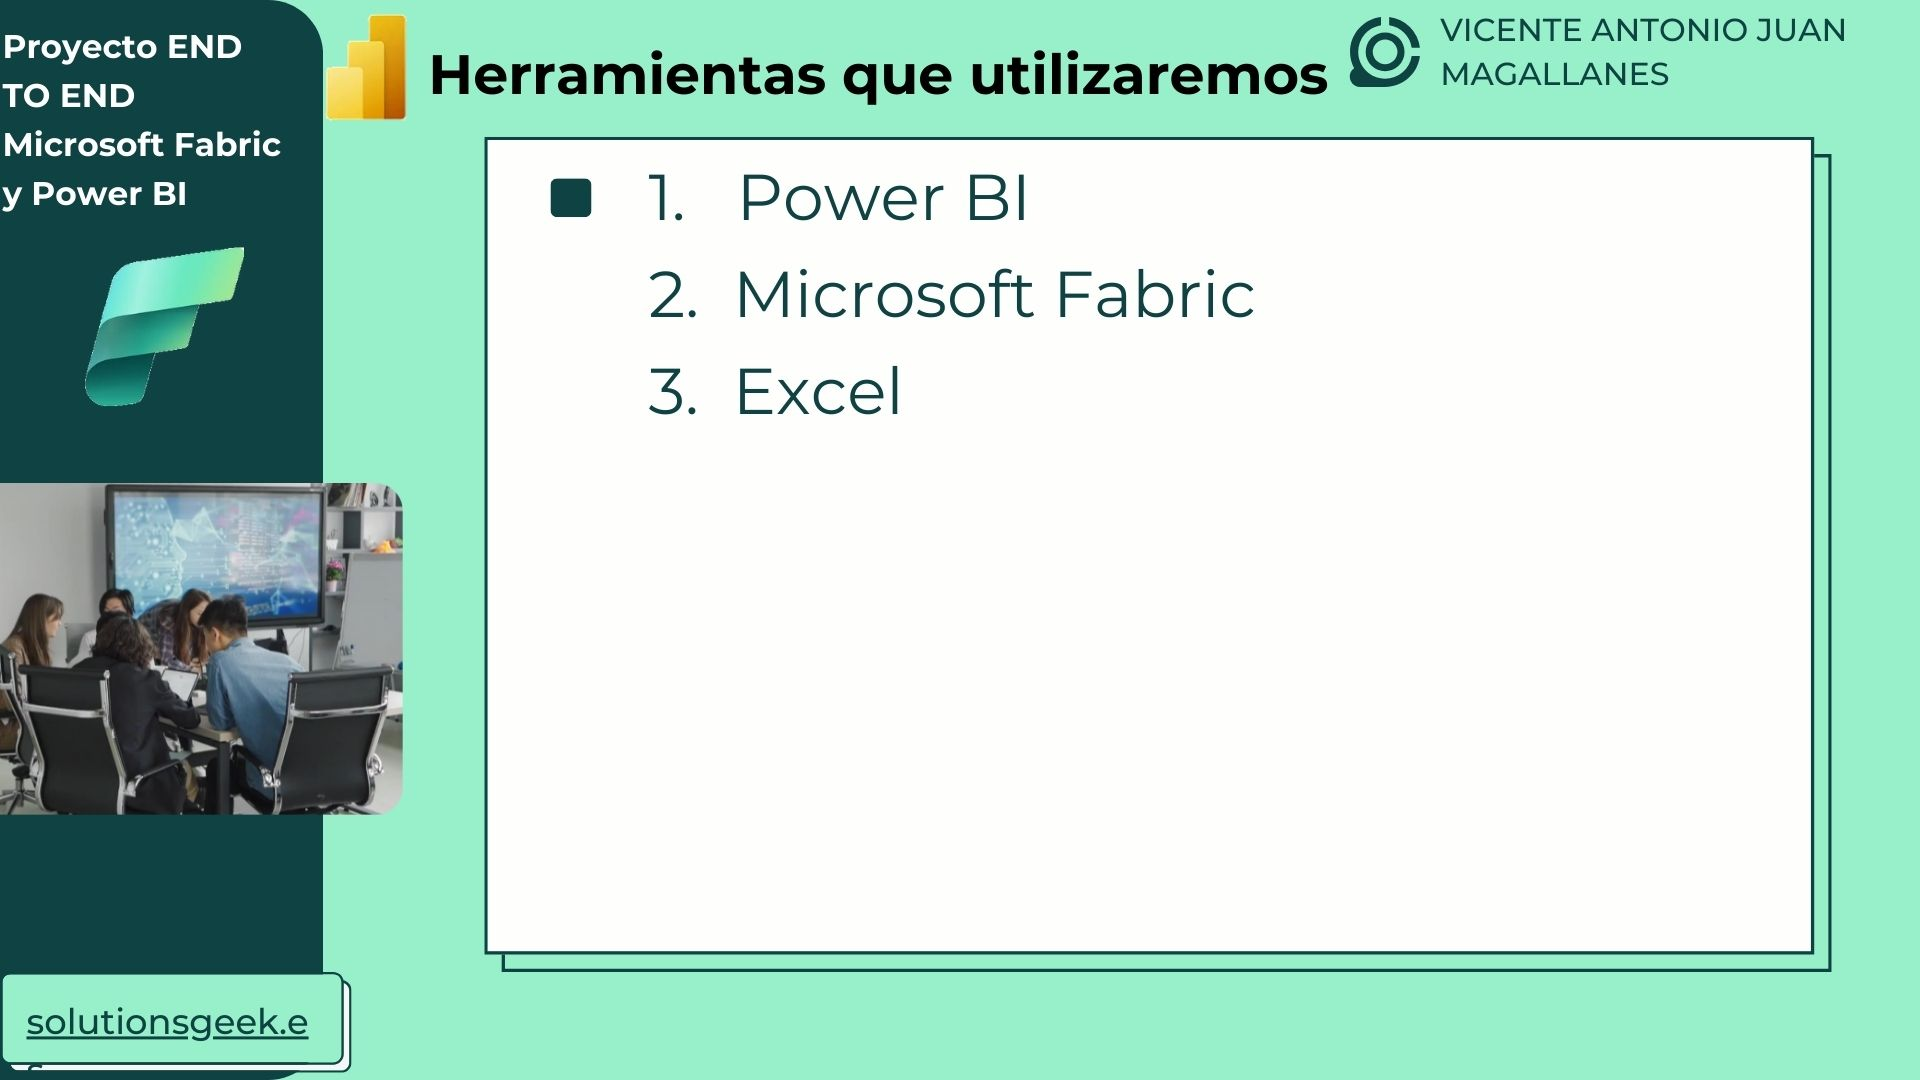 Proyecto END
TO END
Microsoft Fabric
y Power BI
Herramientas que utilizaremos
VICENTE ANTONIO JUAN
MAGALLANES
1. Power BI
2. Microsoft Fabric
3. Excel
solutionsgeek.e